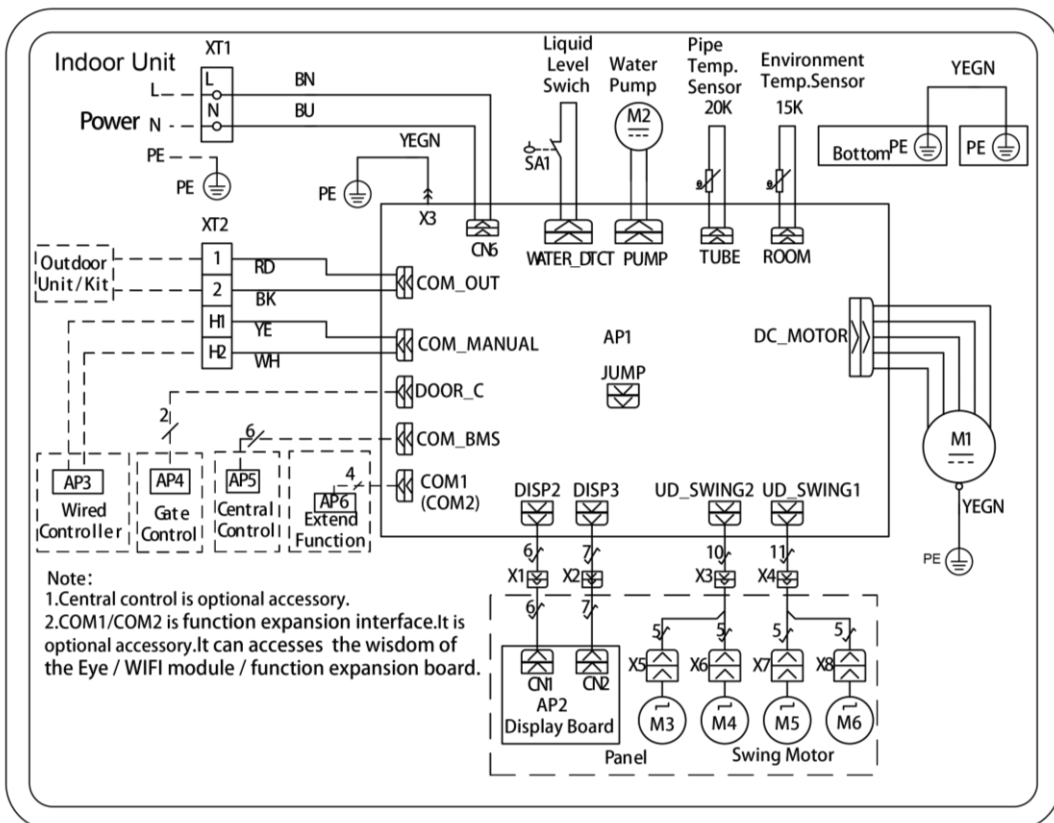 Indoor Unit
XT1
L
N
L
Power N
PE
PE
BN
BU
YEGN
PE
X3
CN6
Liquid
Level
Swich
SA1
WATER_DTCT
Water
Pump
M2
PUMP
Pipe
Temp.
Sensor
20K
θ
TUBE
Environment
Temp.Sensor
15K
θ
ROOM
YEGN
Bottom PE
PE
XT2
Outdoor
Unit/Kit
1
2
H1
H2
RD
BK
YE
WH
COM_OUT
COM_MANUAL
DOOR_C
COM_BMS
COM1
(COM2)
AP1
JUMP
DC_MOTOR
M1
YEGN
PE
2
6
4
AP3
Wired
Controller
AP4
Gate
Control
AP5
Central
Control
AP6
Extend
Function
DISP2
DISP3
UD_SWING2
UD_SWING1
6
7
10
11
X1
X2
X3
X4
6
7
5
5
5
5
X5
X6
X7
X8
CN1
CN2
AP2
Display Board
M3
M4
M5
M6
Panel
Swing Motor
Note:
1.Central control is optional accessory.
2.COM1/COM2 is function expansion interface.It is
optional accessory.It can accesses the wisdom of
the Eye / WIFI module / function expansion board.